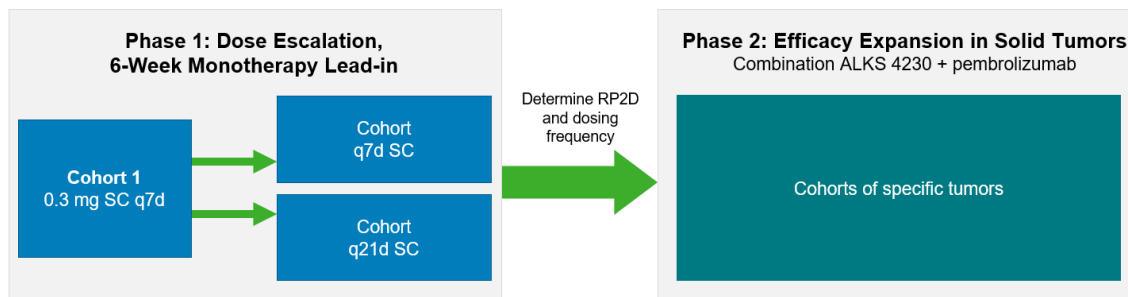 Phase 1: Dose Escalation,
6-Week Monotherapy Lead-in
Cohort 1
0.3 mg SC q7d
Cohort
q7d SC
Cohort
q21d SC
Determine RP2D
and dosing
frequency
Phase 2: Efficacy Expansion in Solid Tumors
Combination ALKS 4230 + pembrolizumab
Cohorts of specific tumors